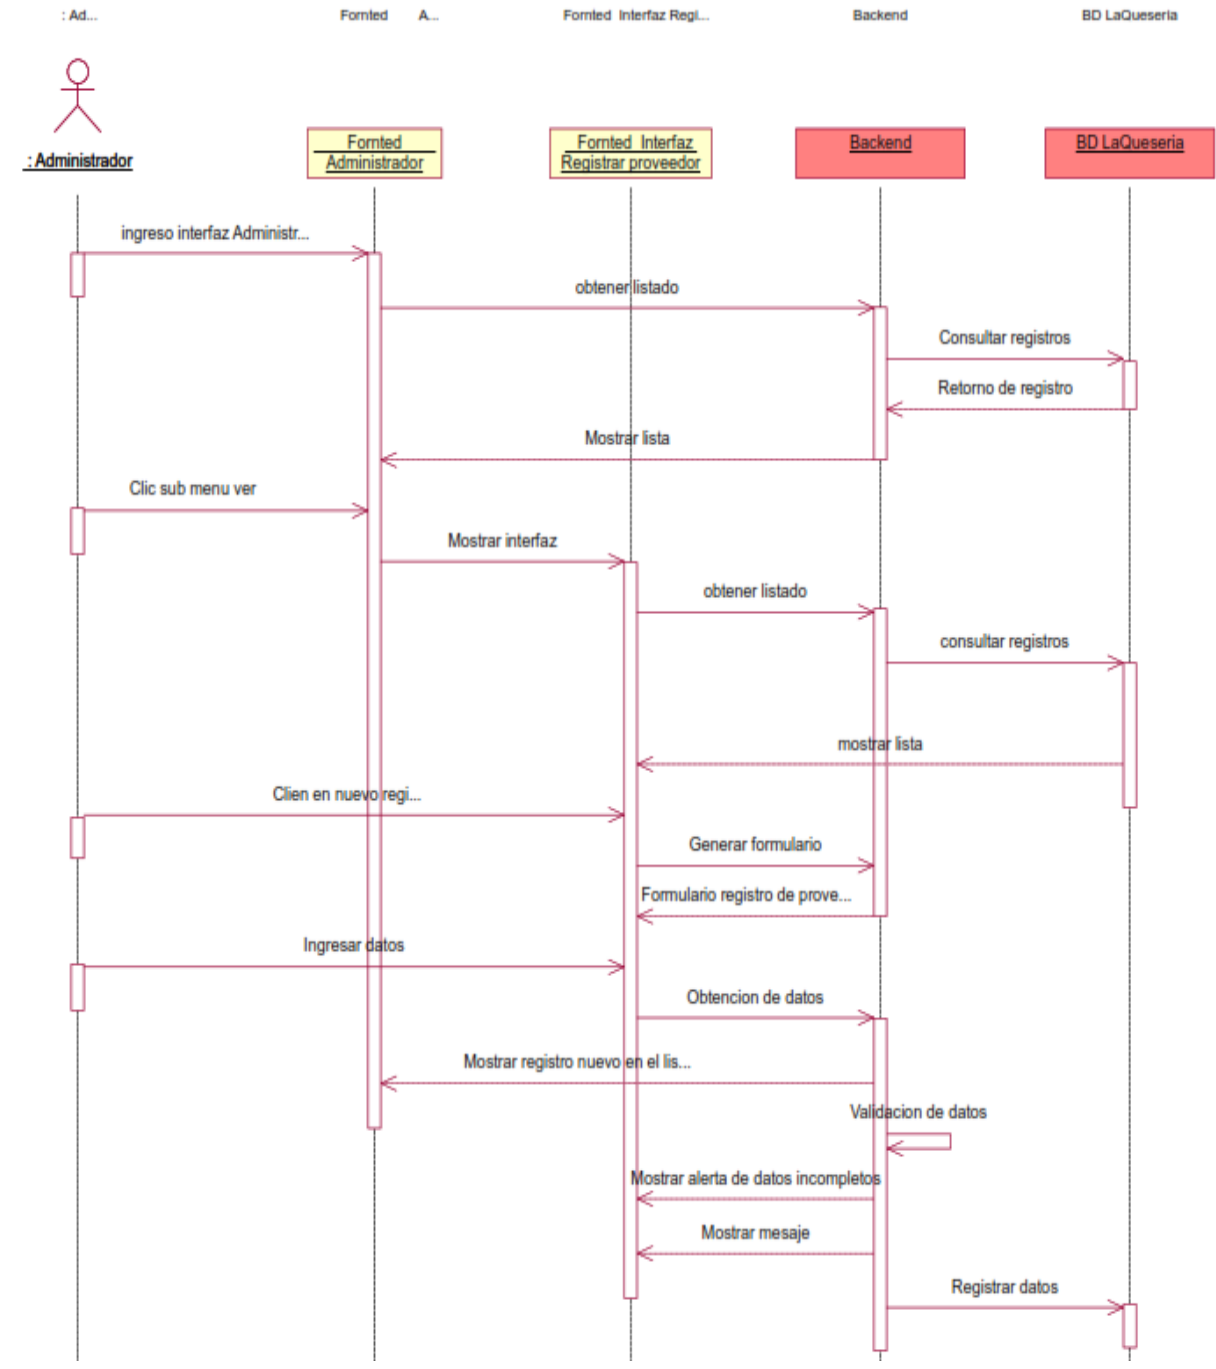 : Ad...
Fornted A...
Fornted Interfaz Regi...
Backend
BD LaQueseria
: Administrador
Fornted
Administrador
Fornted Interfaz
Registrar proveedor
Backend
BD LaQueseria
ingreso interfaz Administr...
obtener listado
Consultar registros
Retorno de registro
Mostrar lista
Clic sub menu ver
Mostrar interfaz
obtener listado
consultar registros
mostrar lista
Clien en nuevo regi...
Generar formulario
Formulario registro de prove...
Ingresar datos
Obtencion de datos
Mostrar registro nuevo en el lis...
Validacion de datos
Mostrar alerta de datos incompletos
Mostrar mesaje
Registrar datos